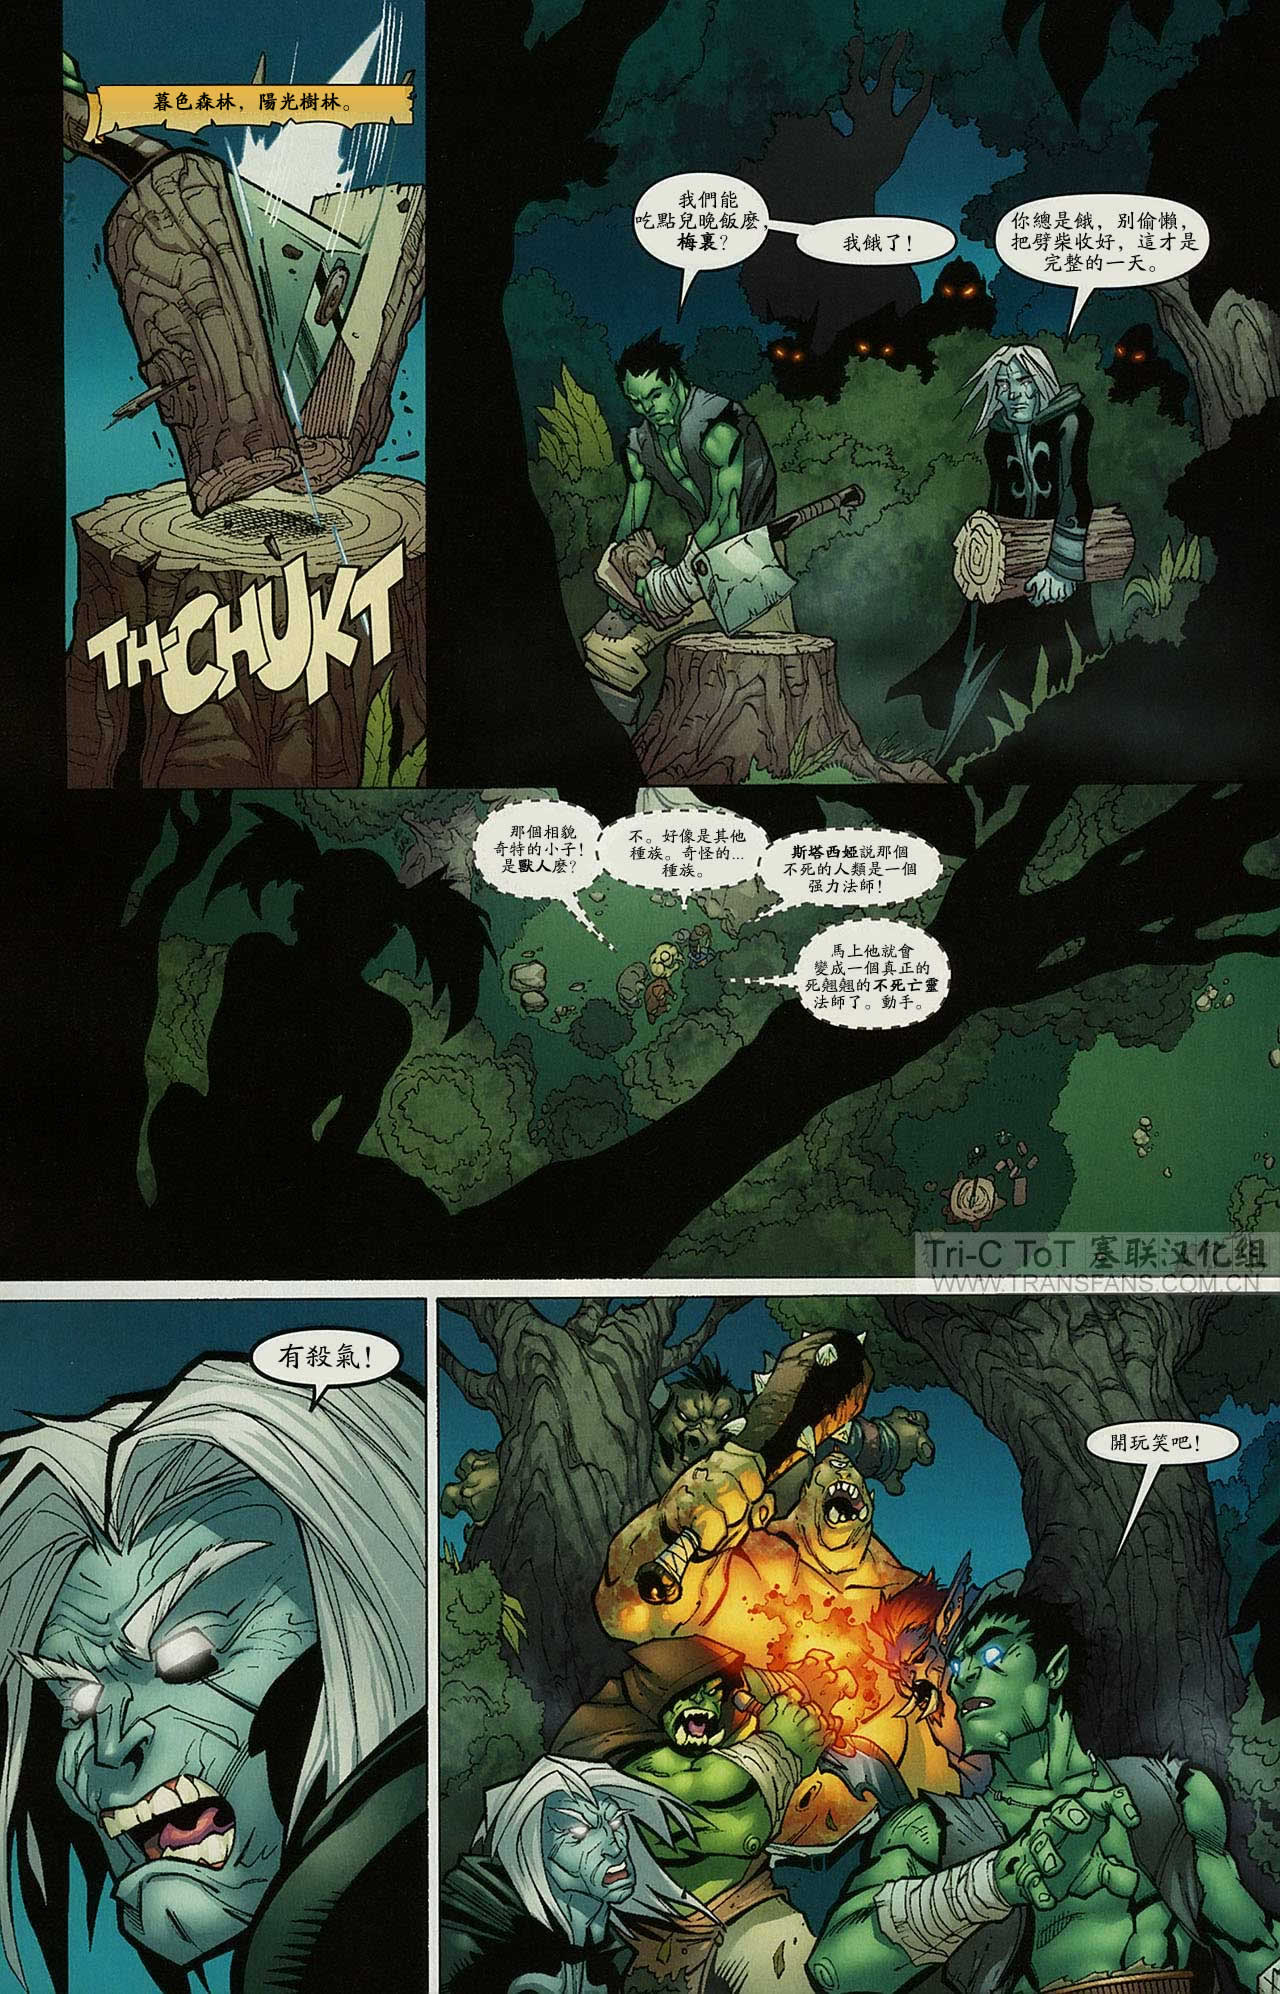 暮色森林，陽光樹林。
TH-CHUKT
我們能
吃點兒晚飯麽，
梅裏？
我餓了！
你總是餓，别偷懶，
把劈柴收好，這才是
完整的一天。
那個相貌
奇特的小子！
是獸人麽？
不。好像是其他
種族。奇怪的…
種族。
斯塔西婭説那個
不死的人類是一個
强力法師！
馬上他就會
變成一個真正的
死翹翹的不死亡靈
法師了。動手。
Tri-C ToT 塞联汉化组
WWW.TRANSFANS.COM.CN
有殺氣！
開玩笑吧！